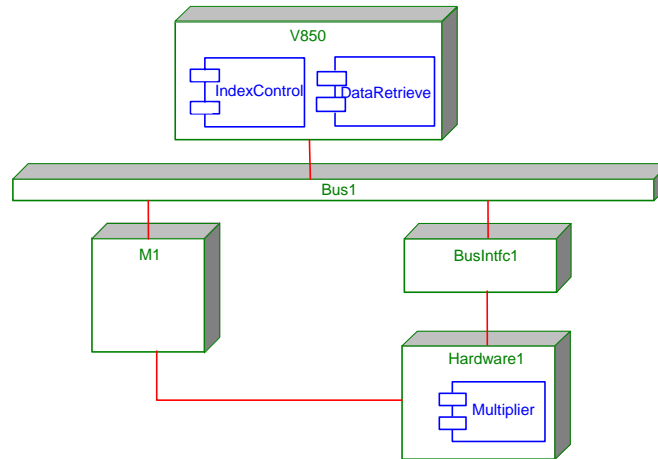 V850
IndexControl
DataRetrieve
Bus1
M1
BusIntfc1
Hardware1
Multiplier